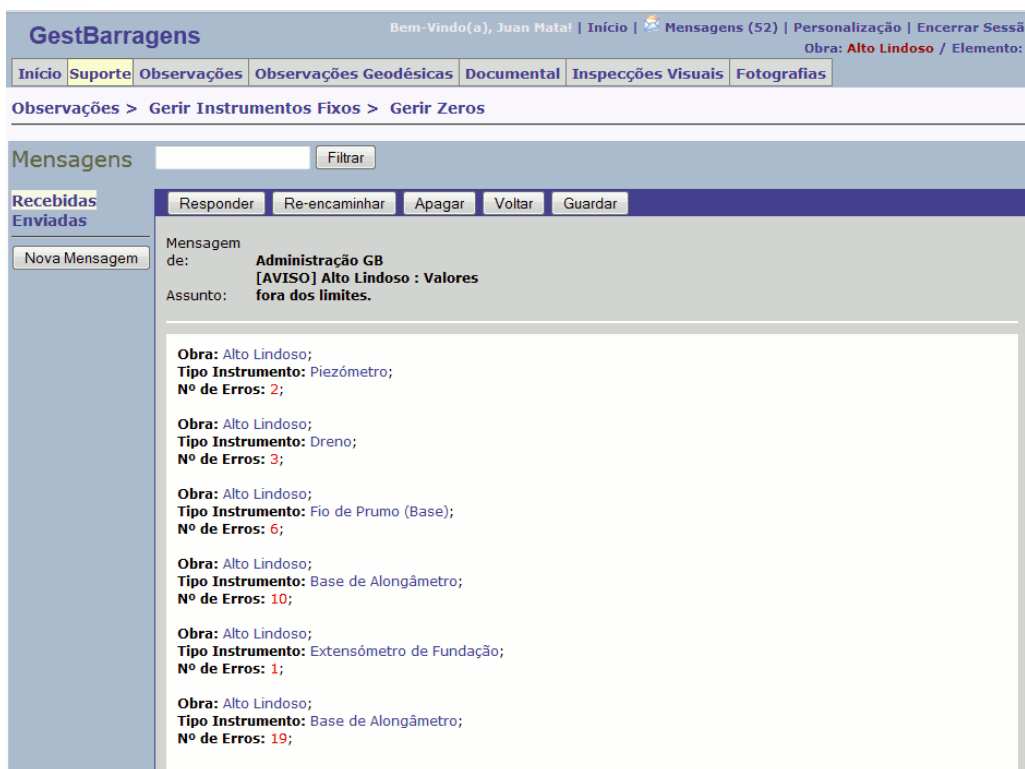 GestBarragens
Bem-Vindo(a), Juan Mata! | Início | Mensagens (52) | Personalização | Encerrar Sessã
Obra: Alto Lindoso / Elemento:
Início Suporte Observações Observações Geodésicas Documental Inspecções Visuais Fotografias
Observações > Gerir Instrumentos Fixos > Gerir Zeros
Mensagens Filtrar
Recebidas
Enviadas
Nova Mensagem
Responder Re-encaminhar Apagar Voltar Guardar
Mensagem
de: Administração GB
[AVISO] Alto Lindoso : Valores
Assunto: fora dos limites.
Obra: Alto Lindoso;
Tipo Instrumento: Piezómetro;
Nº de Erros: 2;
Obra: Alto Lindoso;
Tipo Instrumento: Dreno;
Nº de Erros: 3;
Obra: Alto Lindoso;
Tipo Instrumento: Fio de Prumo (Base);
Nº de Erros: 6;
Obra: Alto Lindoso;
Tipo Instrumento: Base de Alongâmetro;
Nº de Erros: 10;
Obra: Alto Lindoso;
Tipo Instrumento: Extensómetro de Fundação;
Nº de Erros: 1;
Obra: Alto Lindoso;
Tipo Instrumento: Base de Alongâmetro;
Nº de Erros: 19;